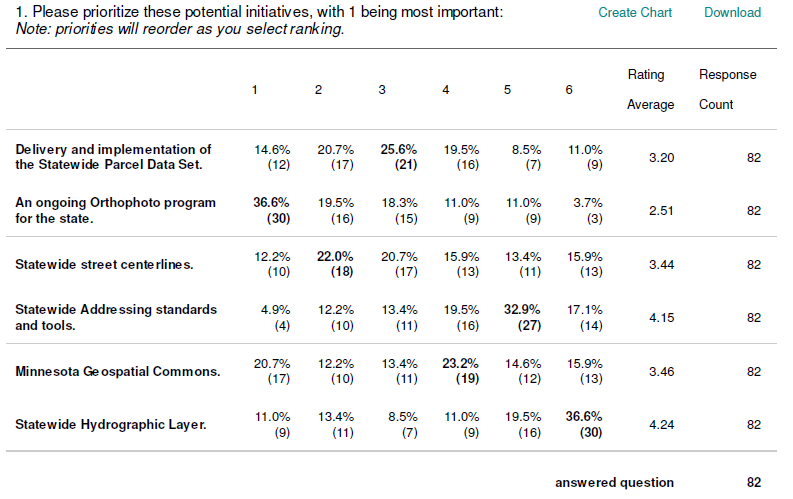 1. Please prioritize these potential initiatives, with 1 being most important: Create Chart Download
Note: priorities will reorder as you select ranking.
1 2 3 4 5 6 Rating Average Response Count
Delivery and implementation of 14.6% 20.7% 25.6% 19.5% 8.5% 11.0% 3.20 82
the Statewide Parcel Data Set. (12) (17) (21) (16) (7) (9)
An ongoing Orthophoto program 36.6% 19.5% 18.3% 11.0% 11.0% 3.7% 2.51 82
for the state. (30) (16) (15) (9) (9) (3)
Statewide street centerlines. 12.2% 22.0% 20.7% 15.9% 13.4% 15.9% 3.44 82
(10) (18) (17) (13) (11) (13)
Statewide Addressing standards 4.9% 12.2% 13.4% 19.5% 32.9% 17.1% 4.15 82
and tools. (4) (10) (11) (16) (27) (14)
Minnesota Geospatial Commons. 20.7% 12.2% 13.4% 23.2% 14.6% 15.9% 3.46 82
(17) (10) (11) (19) (12) (13)
Statewide Hydrographic Layer. 11.0% 13.4% 8.5% 11.0% 19.5% 36.6% 4.24 82
(9) (11) (7) (9) (16) (30)
answered question 82